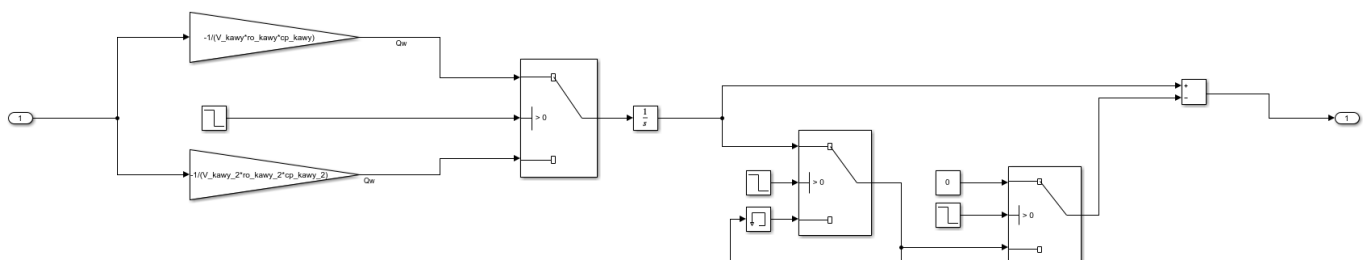 -1/(V_kawy*ro_kawy*cp_kawy)
Qw
1
> 0
1
s
+
−
1
-1/(V_kawy_2*ro_kawy_2*cp_kawy_2)
Qw
> 0
0
> 0